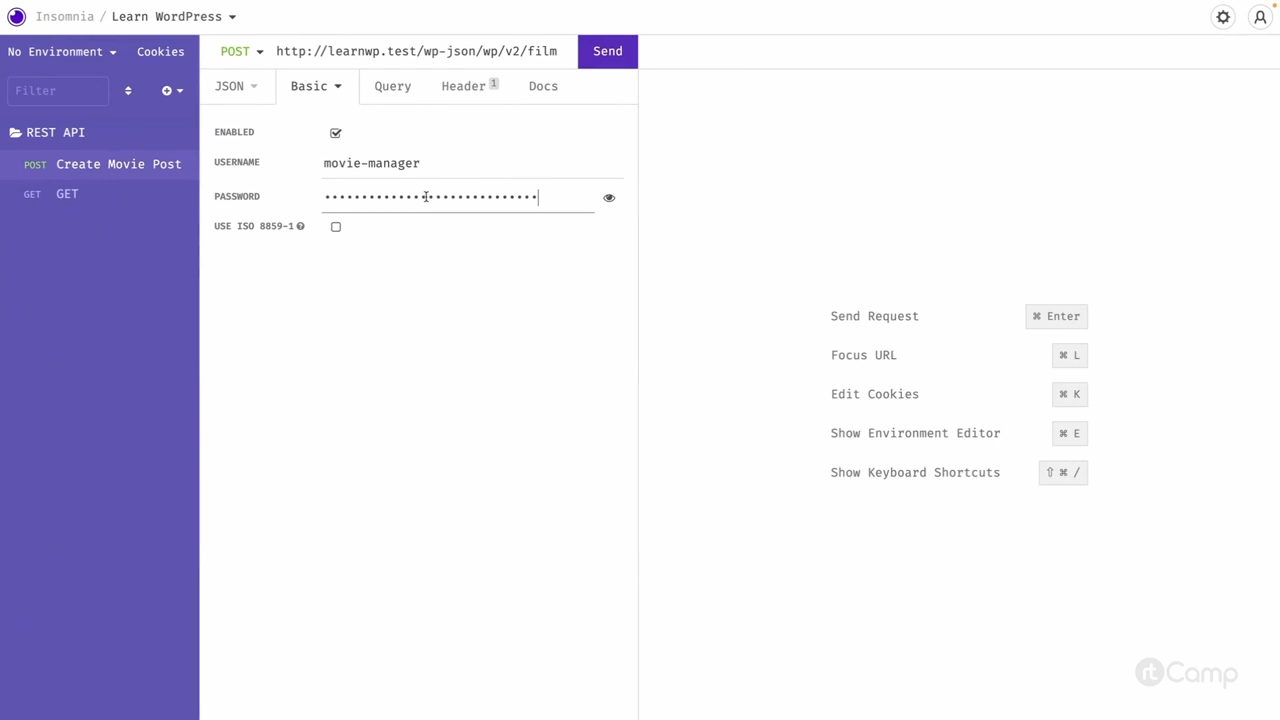 Insomnia / Learn WordPress
No Environment
Cookies
POST http://learnwp.test/wp-json/wp/v2/film Send
Filter
JSON Basic Query Header 1 Docs
REST API
POST Create Movie Post
GET GET
ENABLED
USERNAME movie-manager
PASSWORD •••••••••••••••••••••••••••••
USE ISO 8859-1
Send Request ⌘ Enter
Focus URL ⌘ L
Edit Cookies ⌘ K
Show Environment Editor ⌘ E
Show Keyboard Shortcuts ⇧ ⌘ /
rtCamp